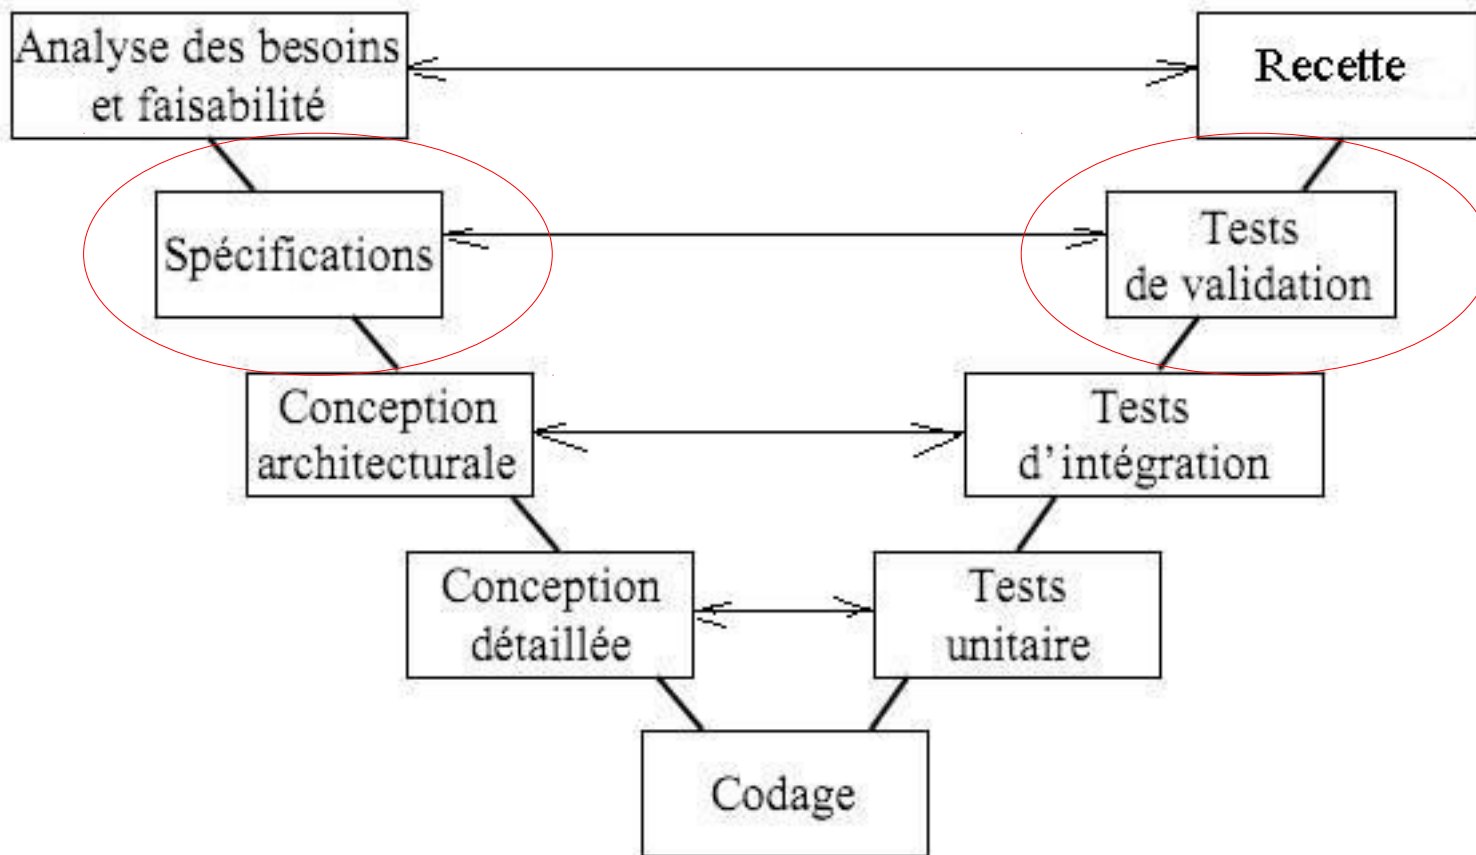 Analyse des besoins
et faisabilité
Recette
Spécifications
Tests
de validation
Conception
architecturale
Tests
d'intégration
Conception
détaillée
Tests
unitaire
Codage